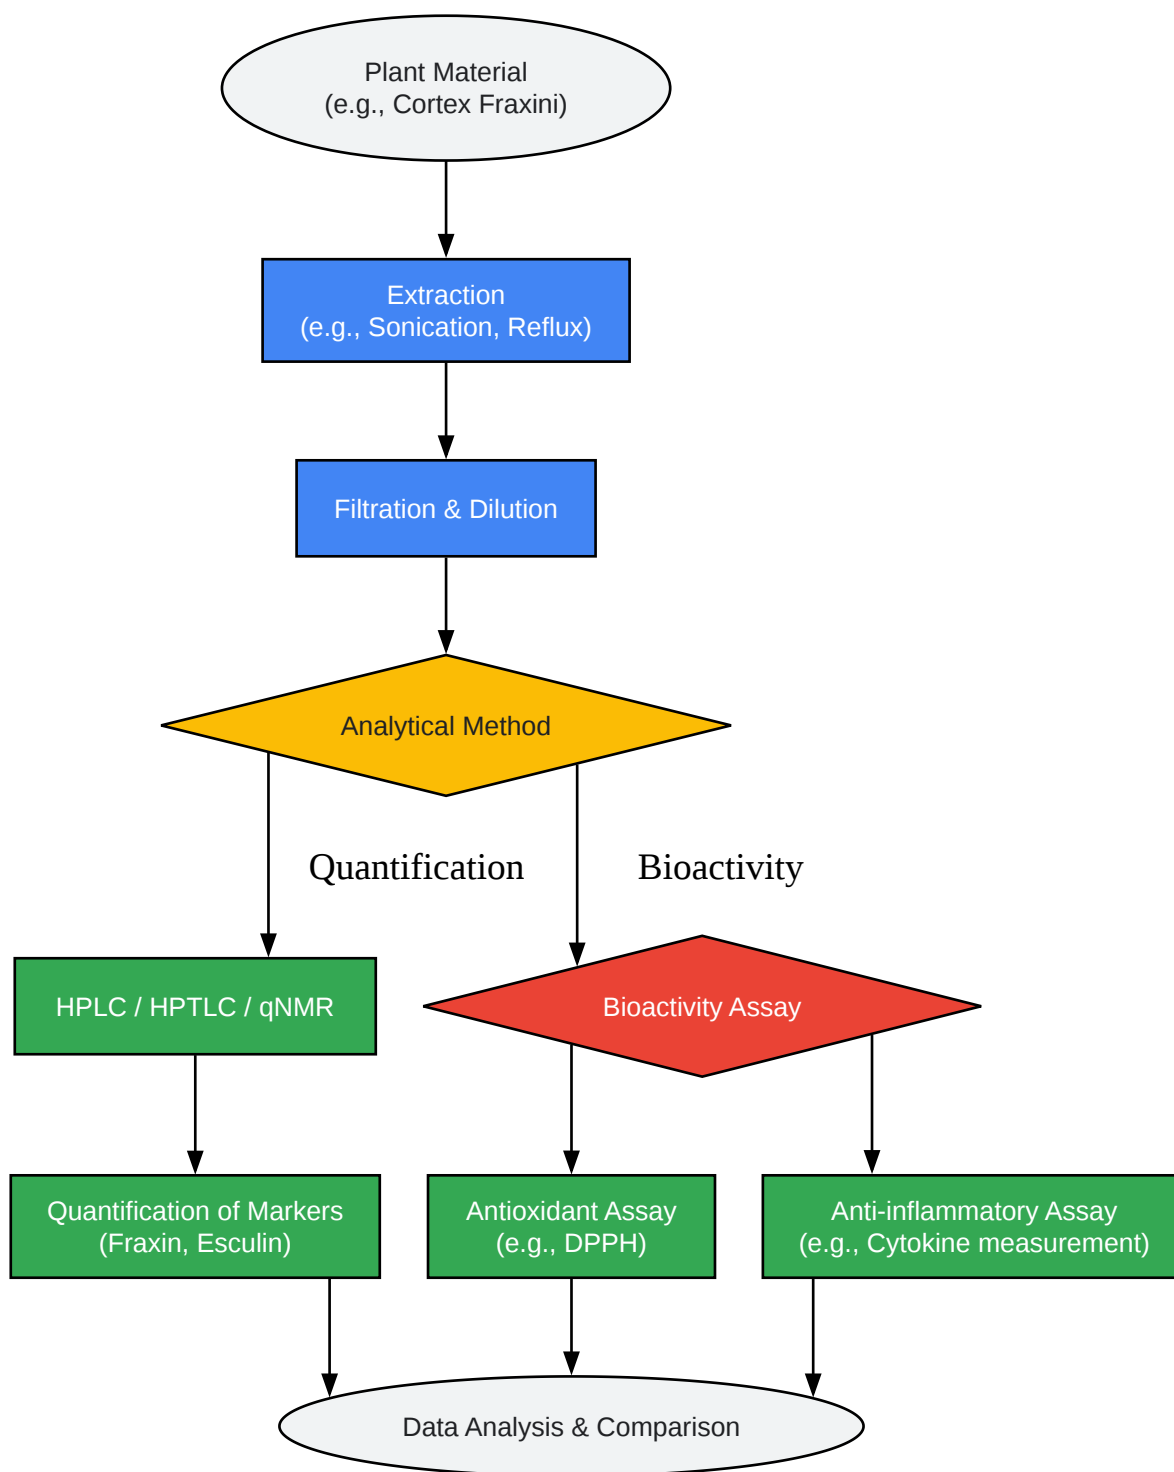 Plant Material
(e.g., Cortex Fraxini)
Extraction
(e.g., Sonication, Reflux)
Filtration & Dilution
Analytical Method
Quantification
Bioactivity
HPLC / HPTLC / qNMR
Bioactivity Assay
Quantification of Markers
(Fraxin, Esculin)
Antioxidant Assay
(e.g., DPPH)
Anti-inflammatory Assay
(e.g., Cytokine measurement)
Data Analysis & Comparison